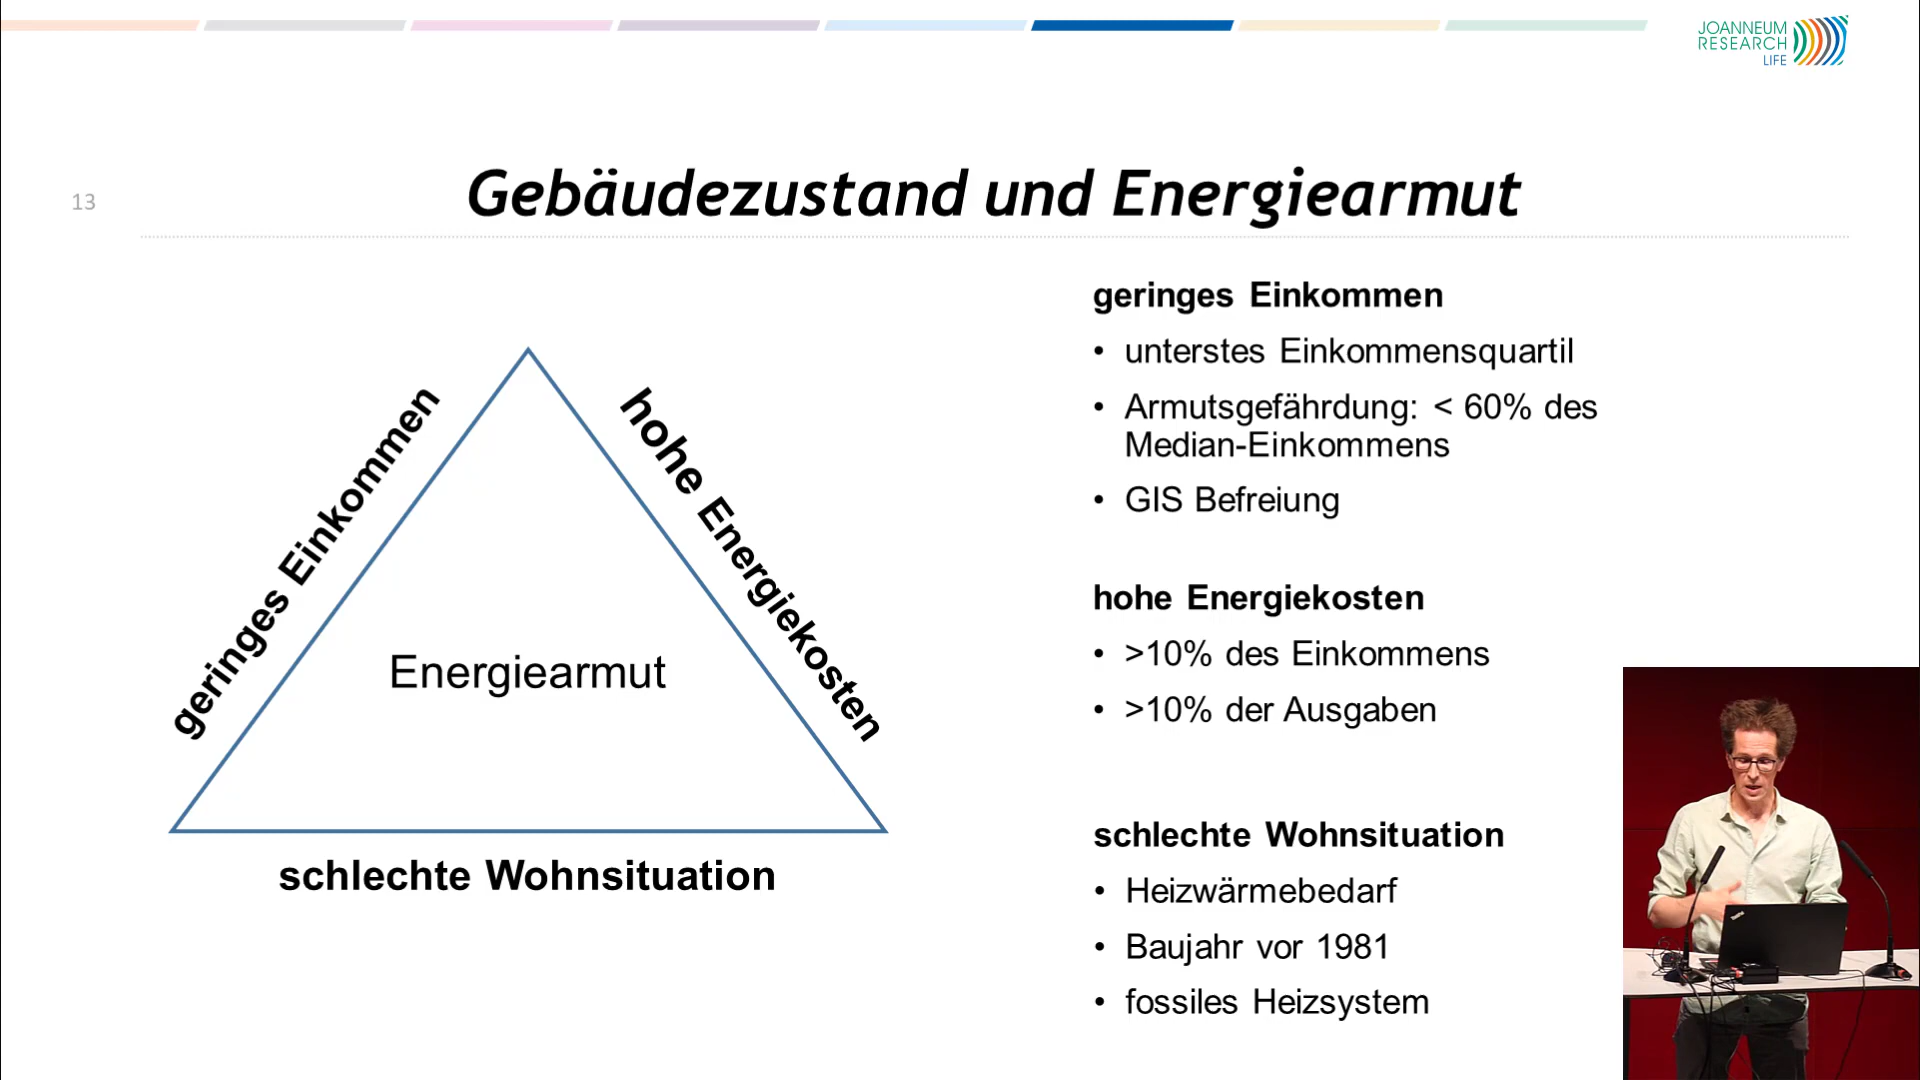 JOANNEUM
RESEARCH
LIFE
13
Gebäudezustand und Energiearmut
geringes Einkommen
hohe Energiekosten
Energiearmut
schlechte Wohnsituation
geringes Einkommen
• unterstes Einkommensquartil
• Armutsgefährdung: < 60% des
Median-Einkommens
• GIS Befreiung
hohe Energiekosten
• >10% des Einkommens
• >10% der Ausgaben
schlechte Wohnsituation
• Heizwärmebedarf
• Baujahr vor 1981
• fossiles Heizsystem
ThinkPad